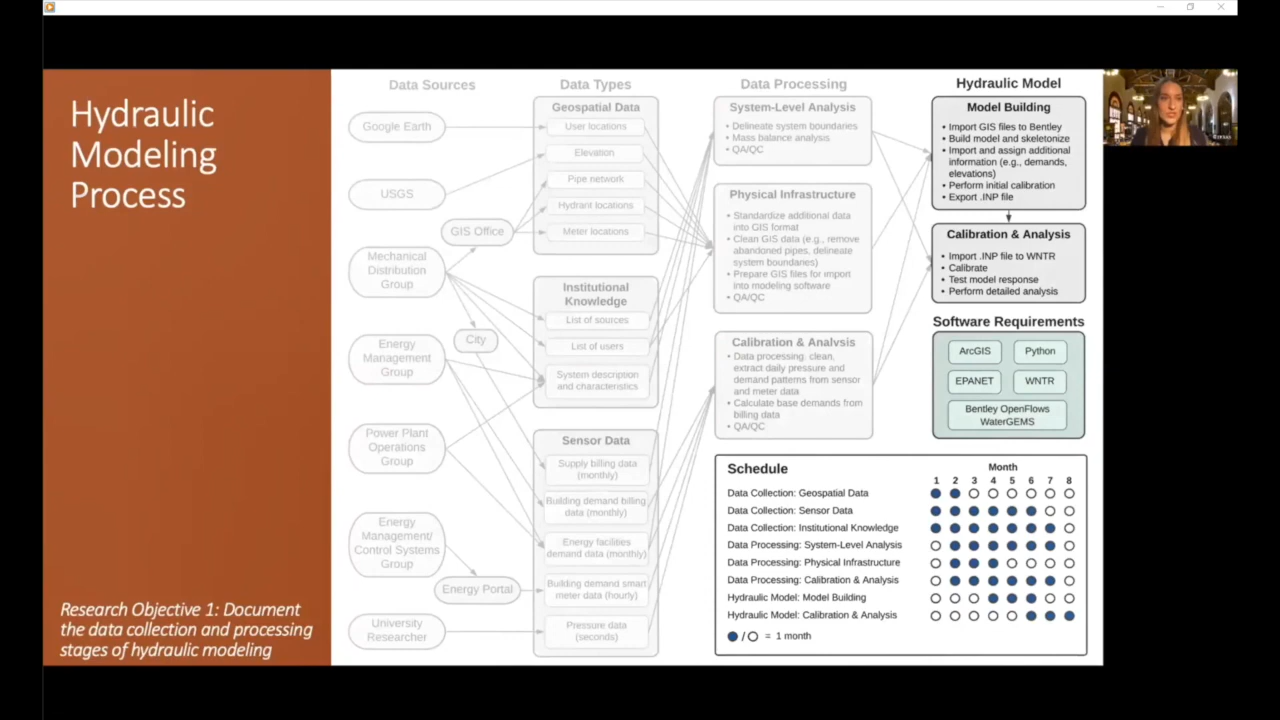 Hydraulic
Modeling
Process
Research Objective 1: Document
the data collection and processing
stages of hydraulic modeling
Data Sources
Google Earth
USGS
GIS Office
Mechanical
Distribution
Group
City
Energy
Management
Group
Power Plant
Operations
Group
Energy
Management/
Control Systems
Group
Energy Portal
University
Researcher
Data Types
Geospatial Data
User locations
Elevation
Pipe network
Hydrant locations
Meter locations
Institutional
Knowledge
List of sources
List of users
System description
and characteristics
Sensor Data
Supply billing data
(monthly)
Building demand billing
data (monthly)
Energy facilities
demand data (monthly)
Building demand smart
meter data (hourly)
Pressure data
(seconds)
Data Processing
System-Level Analysis
• Delineate system boundaries
• Mass balance analysis
• QA/QC
Physical Infrastructure
• Standardize additional data
into GIS format
• Clean GIS data (e.g., remove
abandoned pipes, delineate
system boundaries)
• Prepare GIS files for import
into modeling software
• QA/QC
Calibration & Analysis
• Data processing: clean,
extract daily pressure and
demand patterns from sensor
and meter data
• Calculate base demands from
billing data
• QA/QC
Hydraulic Model
Model Building
• Import GIS files to Bentley
• Build model and skeletonize
• Import and assign additional
information (e.g., demands,
elevations)
• Perform initial calibration
• Export .INP file
Calibration & Analysis
• Import .INP file to WNTR
• Calibrate
• Test model response
• Perform detailed analysis
Software Requirements
ArcGIS
Python
EPANET
WNTR
Bentley OpenFlows
WaterGEMS
Schedule
Month
1 2 3 4 5 6 7 8
Data Collection: Geospatial Data
Data Collection: Sensor Data
Data Collection: Institutional Knowledge
Data Processing: System-Level Analysis
Data Processing: Physical Infrastructure
Data Processing: Calibration & Analysis
Hydraulic Model: Model Building
Hydraulic Model: Calibration & Analysis
/ = 1 month